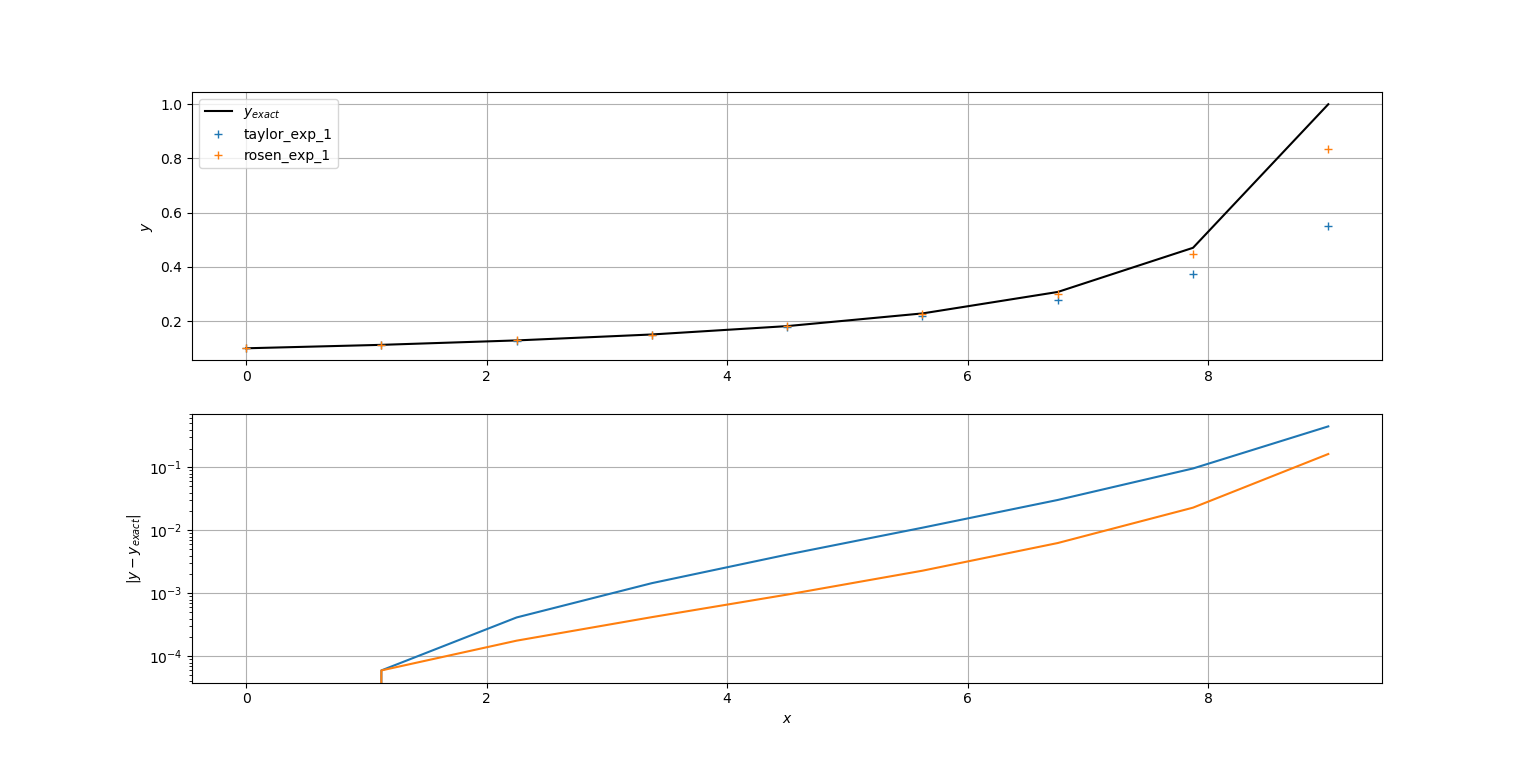 1.0
0.8
0.6
0.4
0.2
y
y_exact
taylor_exp_1
rosen_exp_1
0 2 4 6 8
10⁻¹
10⁻²
10⁻³
10⁻⁴
|y − y_exact|
0 2 4 6 8
x